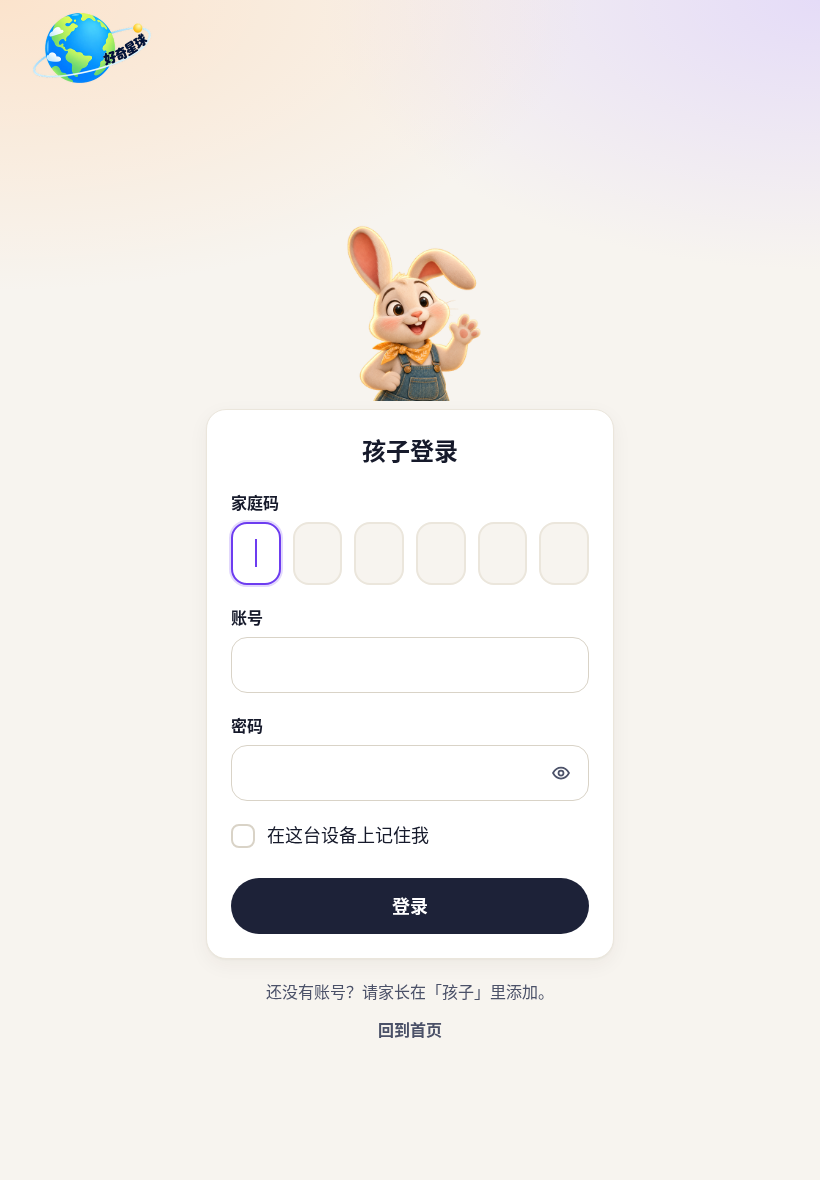 好奇星球
孩子登录
家庭码
账号
密码
在这台设备上记住我
登录
还没有账号？请家长在「孩子」里添加。
回到首页